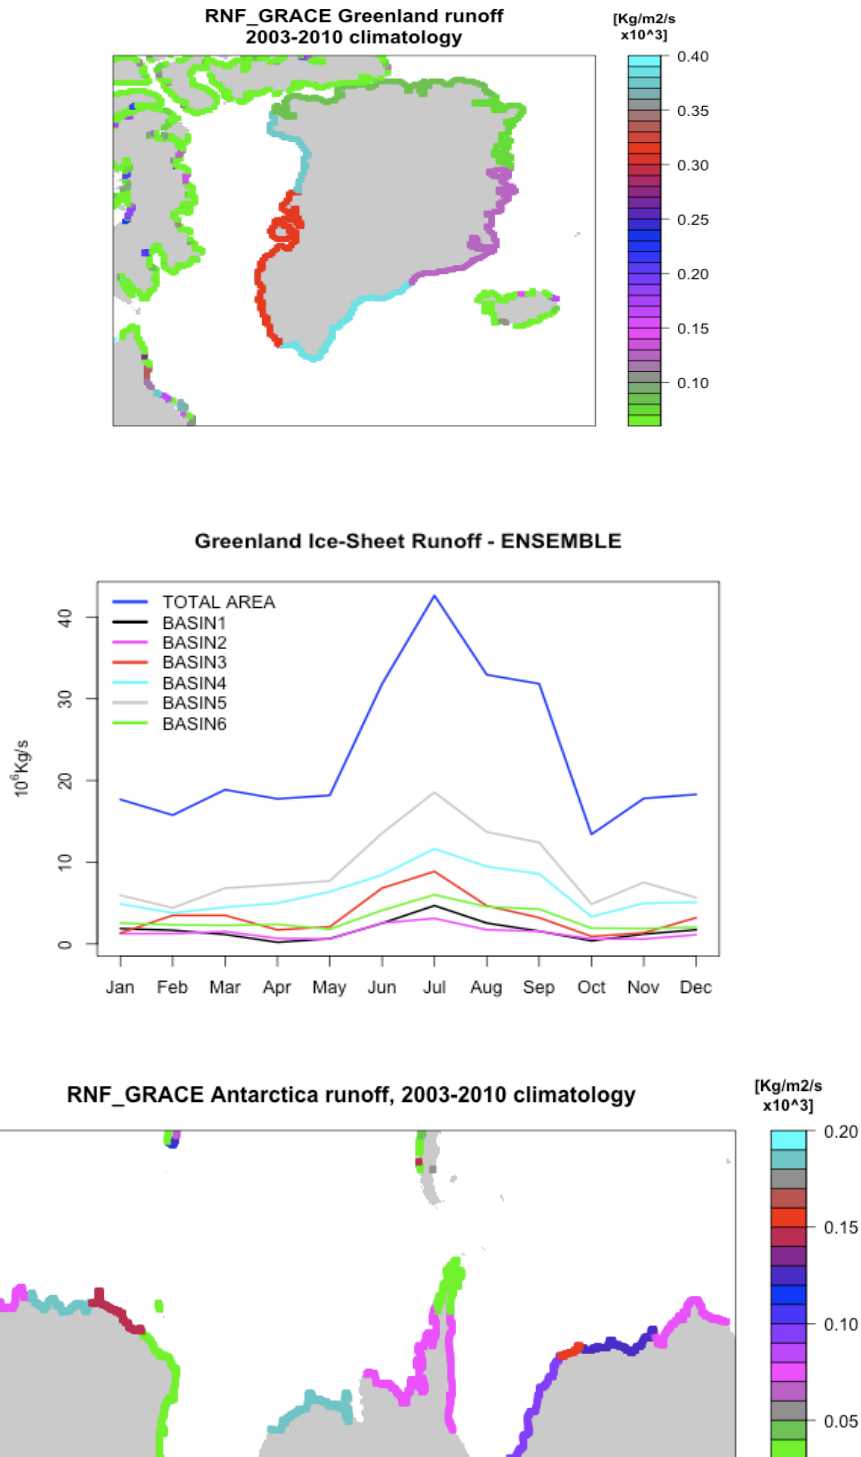 RNF_GRACE Greenland runoff
2003-2010 climatology
[Kg/m2/s
x10^3]
0.40
0.35
0.30
0.25
0.20
0.15
0.10
Greenland Ice-Sheet Runoff - ENSEMBLE
TOTAL AREA
BASIN1
BASIN2
BASIN3
BASIN4
BASIN5
BASIN6
10⁶Kg/s
40
30
20
10
0
Jan Feb Mar Apr May Jun Jul Aug Sep Oct Nov Dec
RNF_GRACE Antarctica runoff, 2003-2010 climatology
[Kg/m2/s
x10^3]
0.20
0.15
0.10
0.05